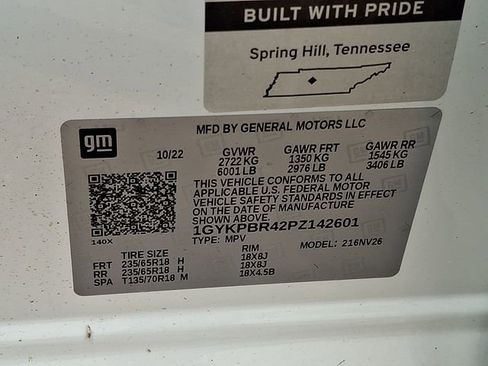 BUILT WITH PRIDE
Spring Hill, Tennessee
gm
MFD BY GENERAL MOTORS LLC
10/22 GVWR GAWR FRT GAWR RR
2722 KG 1350 KG 1545 KG
6001 LB 2976 LB 3406 LB
THIS VEHICLE CONFORMS TO ALL
APPLICABLE U.S. FEDERAL MOTOR
VEHICLE SAFETY STANDARDS IN EFFECT
ON THE DATE OF MANUFACTURE
SHOWN ABOVE.
1GYKPBR42PZ142601
140X
TYPE: MPV MODEL: 216NV26
TIRE SIZE RIM
FRT 235/65R18 H 18X8J
RR 235/65R18 H 18X8J
SPA T135/70R18 M 18X4.5B